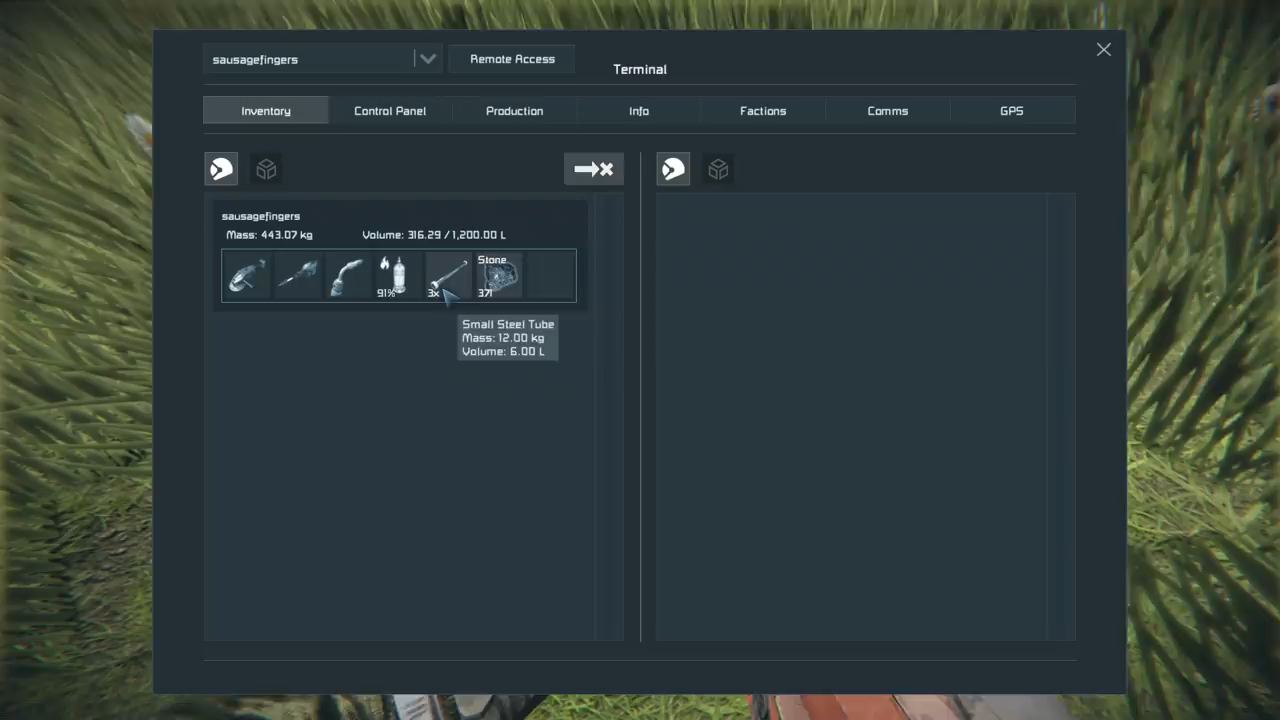 sausagefingers
Remote Access
Terminal
Inventory
Control Panel
Production
Info
Factions
Comms
GPS
sausagefingers
Mass: 443.07 kg
Volume: 316.29 / 1,200.00 L
Stone
91%
3x
371
Small Steel Tube
Mass: 12.00 kg
Volume: 6.00 L